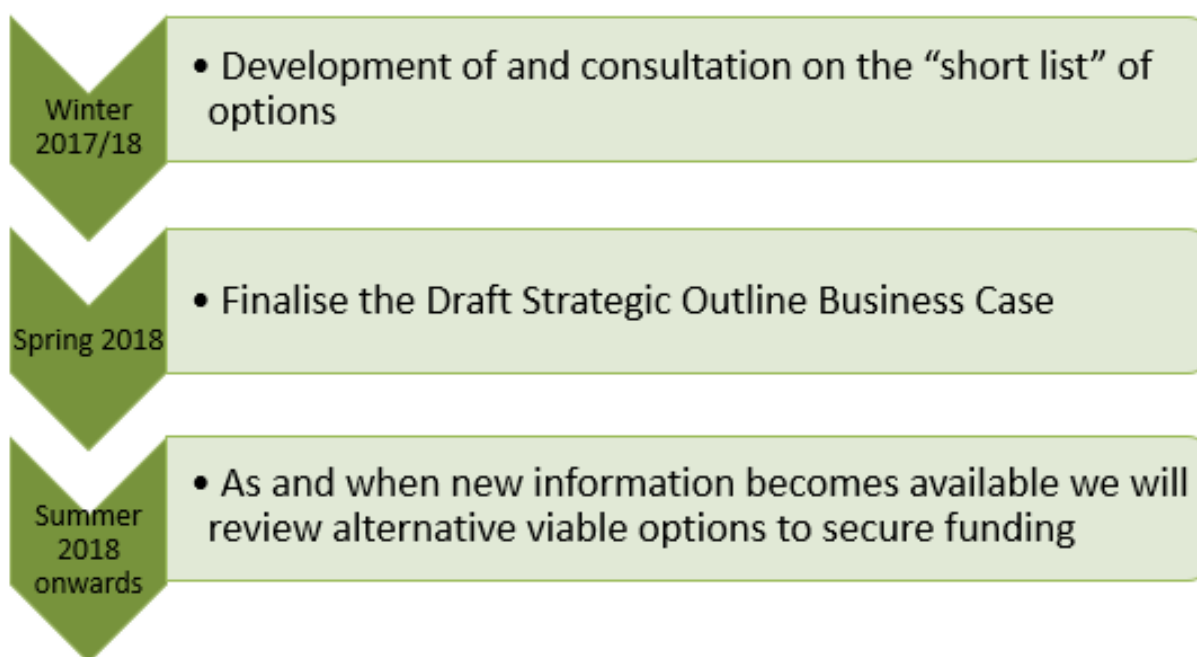 Winter
2017/18
• Development of and consultation on the “short list” of
options
Spring 2018
• Finalise the Draft Strategic Outline Business Case
Summer
2018
onwards
• As and when new information becomes available we will
review alternative viable options to secure funding